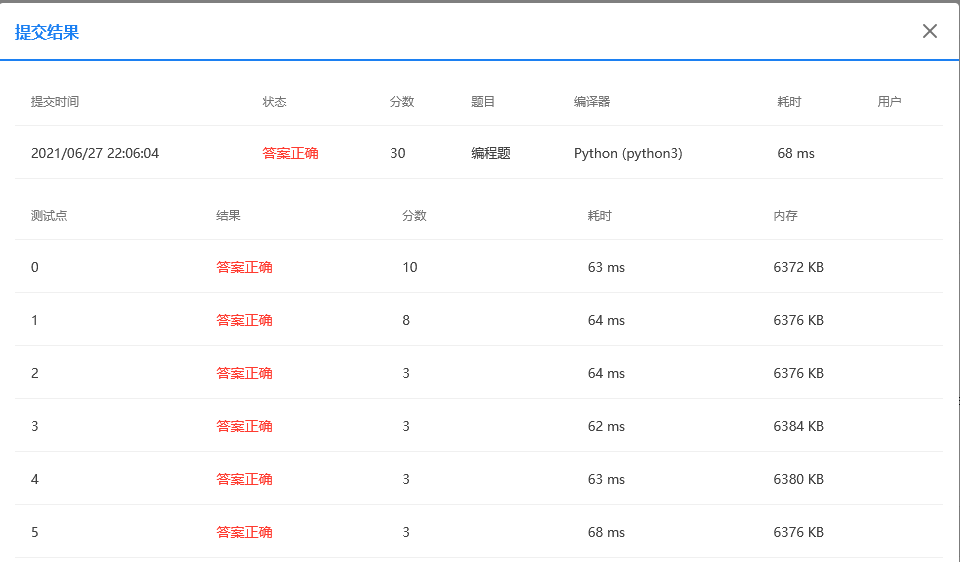 提交结果
提交时间 状态 分数 题目 编译器 耗时 用户
2021/06/27 22:06:04 答案正确 30 编程题 Python (python3) 68 ms
测试点 结果 分数 耗时 内存
0 答案正确 10 63 ms 6372 KB
1 答案正确 8 64 ms 6376 KB
2 答案正确 3 64 ms 6376 KB
3 答案正确 3 62 ms 6384 KB
4 答案正确 3 63 ms 6380 KB
5 答案正确 3 68 ms 6376 KB